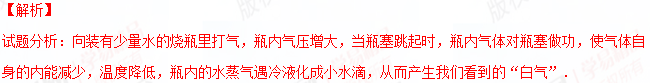 【解析】
试题分析：向装有少量水的烧瓶里打气，瓶内气压增大，当瓶塞跳起时，瓶内气体对瓶塞做功，使气体自
身的内能减少，温度降低，瓶内的水蒸气遇冷液化成小水滴，从而产生我们看到的“白气”．